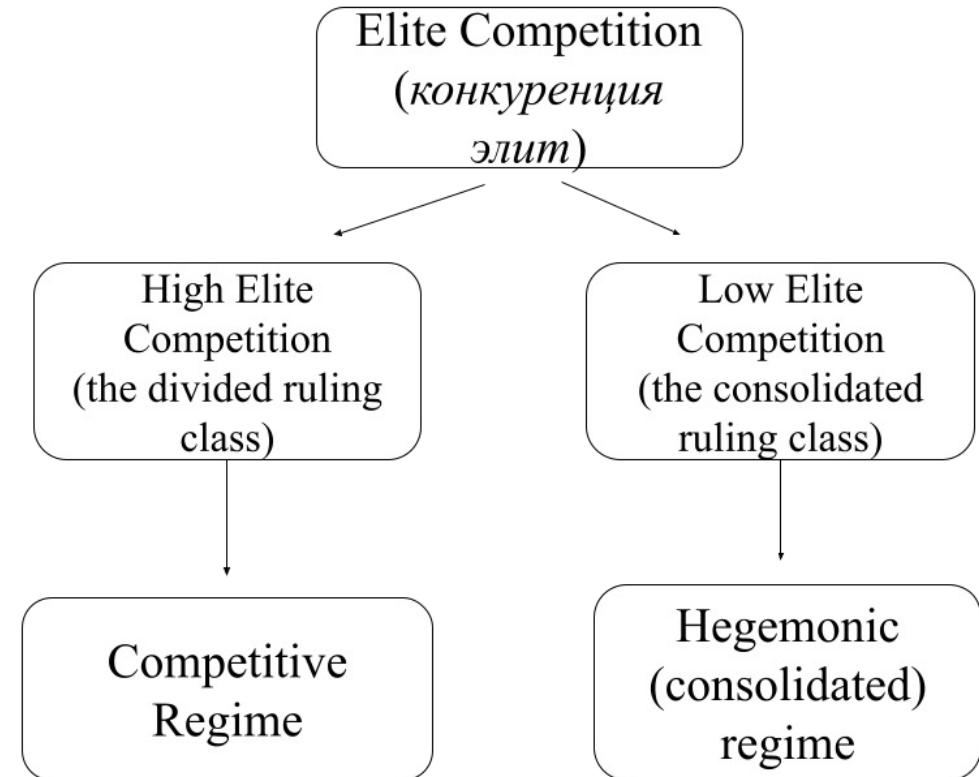 Elite Competition
(конкуренция
элит)
High Elite
Competition
(the divided ruling
class)
Low Elite
Competition
(the consolidated
ruling class)
Competitive
Regime
Hegemonic
(consolidated)
regime